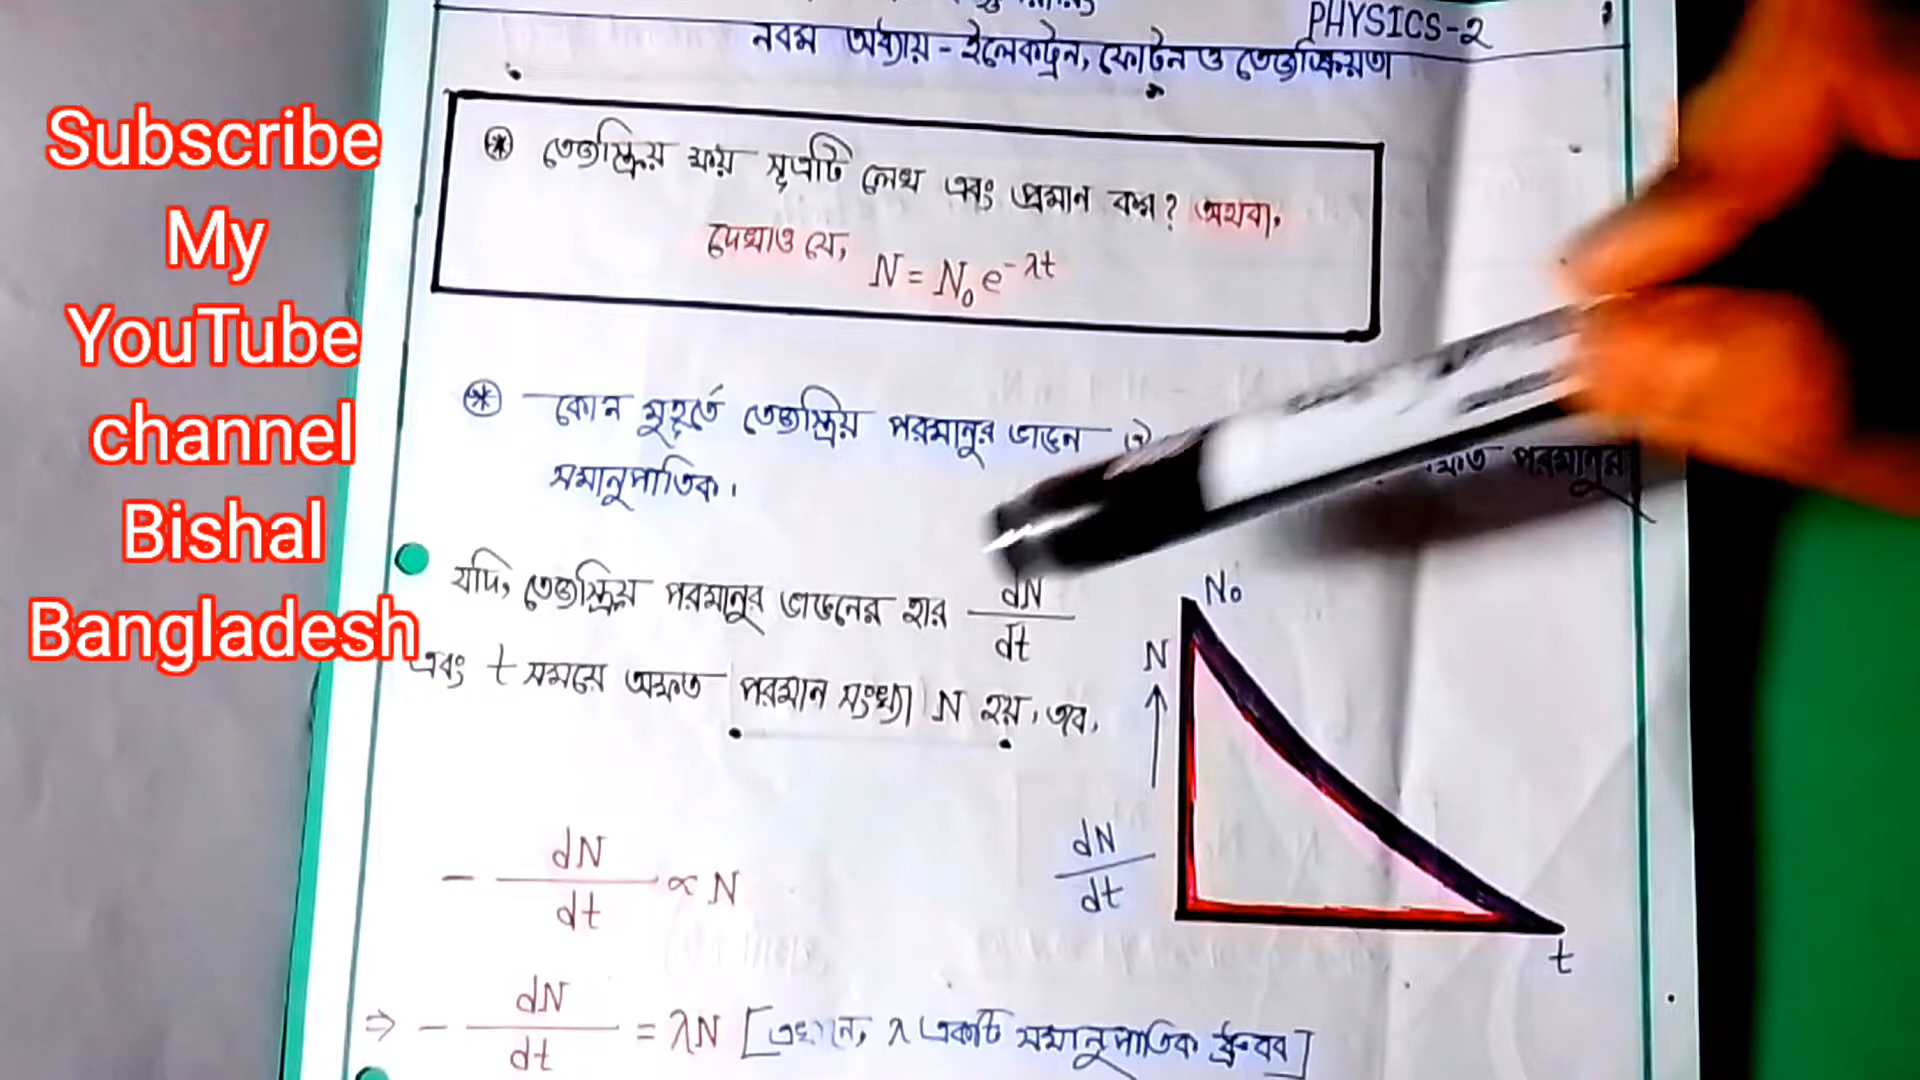 PHYSICS-2
নবম অধ্যায় - ইলেকট্রন, ফোটন ও তেজস্ক্রিয়তা
তেজস্ক্রিয় ক্ষয় সূত্রটি লেখ এবং প্রমান কর? অথবা,
দেখাও যে, N = N₀ e^-λt
কোন মুহূর্তে তেজস্ক্রিয় পরমানুর ভাঙন পরমানুর
সমানুপাতিক।
যদি, তেজস্ক্রিয় পরমানুর ভাঙনের হার dN/dt
এবং t সময়ে অক্ষত পরমান সংখ্যা N হয়, তবে,
- dN/dt ∝ N
⇒ - dN/dt = λN [এখানে, λ একটি সমানুপাতিক ধ্রুবক]
N₀
N
dN/dt
t
Subscribe
My
YouTube
channel
Bishal
Bangladesh